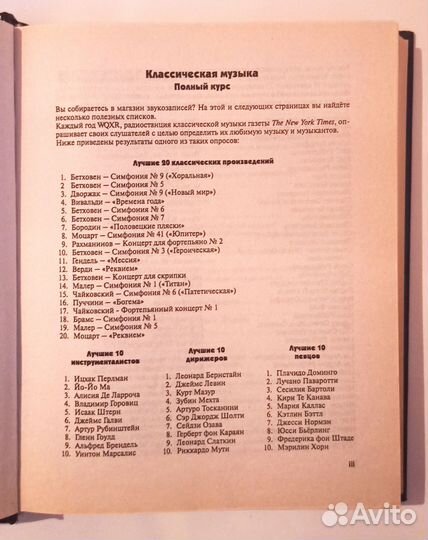 Классическая музыка
Полный курс
Вы собираетесь в магазин звукозаписей? На этой и следующих страницах вы найдёте
несколько полезных списков.
Каждый год WQXR, радиостанция классической музыки газеты The New York Times, оп-
рашивает своих слушателей с целью определить их любимую музыку и музыкантов.
Ниже приведены результаты одного из таких опросов:
Лучшие 20 классических произведений
1. Бетховен — Симфония № 9 («Хоральная»)
2. Бетховен — Симфония № 5
3. Дворжак — Симфония № 9 («Новый мир»)
4. Вивальди — «Времена года»
5. Бетховен — Симфония № 6
6. Бетховен — Симфония № 7
7. Бородин — «Половецкие пляски»
8. Моцарт — Симфония № 41 («Юпитер»)
9. Рахманинов — Концерт для фортепьяно № 2
10. Бетховен — Симфония № 3 («Героическая»)
11. Гендель — «Мессия»
12. Верди — «Реквием»
13. Бетховен — Концерт для скрипки
14. Малер — Симфония № 1 («Титан»)
15. Чайковский — Симфония № 6 («Патетическая»)
16. Пуччини — «Богема»
17. Чайковский - Фортепьянный концерт № 1
18. Брамс — Симфония № 1
19. Малер — Симфония № 5
20. Моцарт — «Реквием»
Лучшие 10
инструменталистов
1. Ицхак Перлман
2. Йо-Йо Ма
3. Алисия Де Ларроча
4. Владимир Горовиц
5. Исаак Штерн
6. Джеймс Галви
7. Артур Рубинштейн
8. Гленн Гоулд
9. Альфред Брендель
10. Уинтон Марсалис
Лучшие 10
дирижеров
1. Леонард Бернстайн
2. Джеймс Левин
3. Курт Мазур
4. Зубин Мехта
5. Артуро Тосканини
6. Сэр Джордж Шолти
7. Сейдзи Озава
8. Герберт фон Караян
9. Леонард Слаткин
10. Риккардо Мути
Лучшие 10
певцов
1. Плачидо Доминго
2. Лучано Паваротти
3. Сесилия Бартоли
4. Кири Те Канава
5. Мария Каллас
6. Кэтлин Бэттл
7. Джесси Норман
8. Юсси Бьёрлинг
9. Фредерика фон Штаде
10. Мэрилин Хорн
iii
Avito